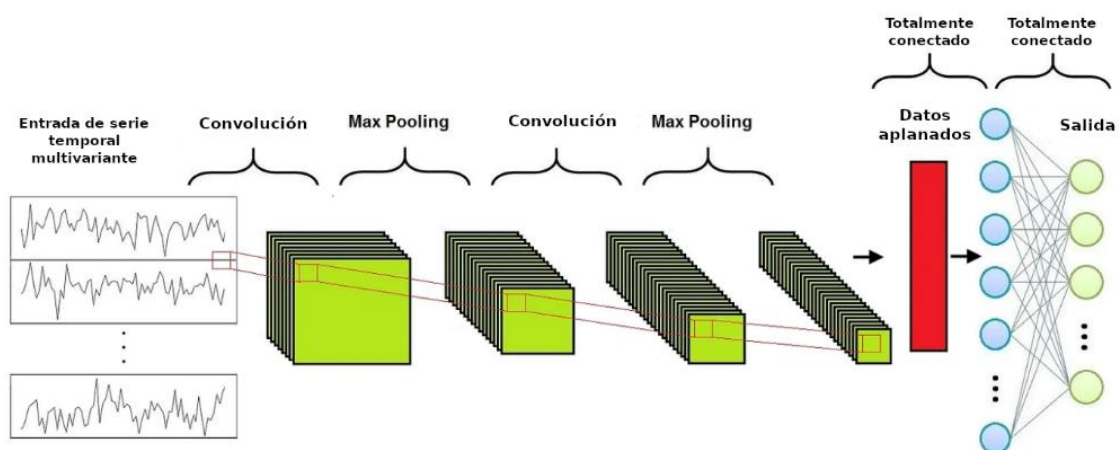 Totalmente
conectado
Totalmente
conectado
Entrada de serie
temporal
multivariante
Convolución
Max Pooling
Convolución
Max Pooling
Datos
aplanados
Salida